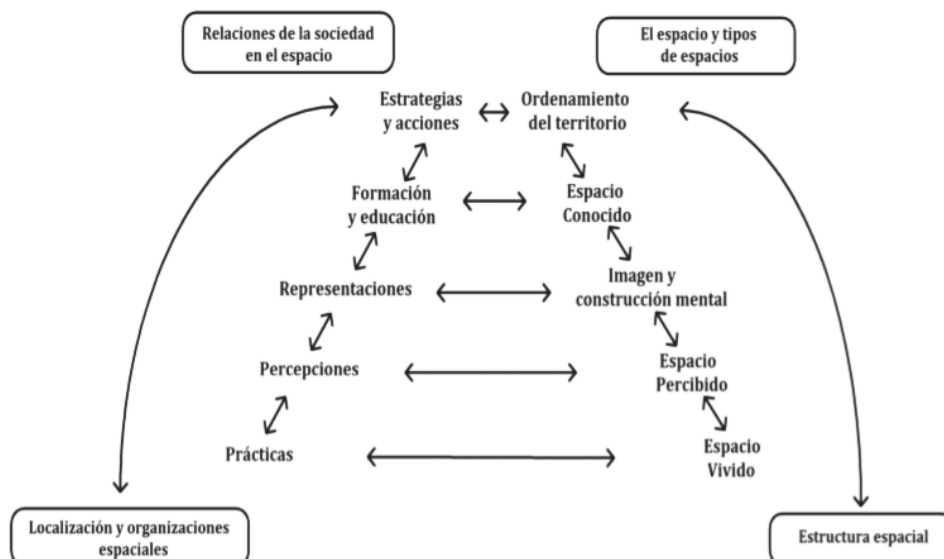 Relaciones de la sociedad
en el espacio
El espacio y tipos
de espacios
Estrategias
y acciones
Ordenamiento
del territorio
Formación
y educación
Espacio
Conocido
Representaciones
Imagen y
construcción mental
Percepciones
Espacio
Percibido
Prácticas
Espacio
Vivido
Localización y organizaciones
espaciales
Estructura espacial